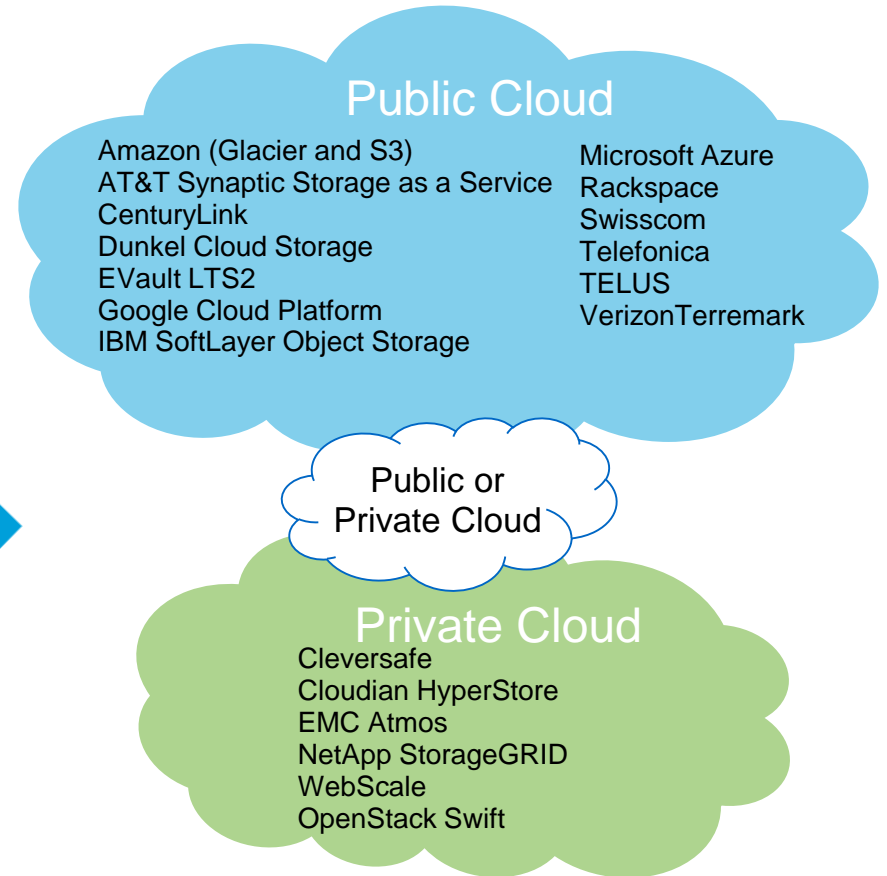 Public Cloud
Amazon (Glacier and S3)
AT&T Synaptic Storage as a Service
CenturyLink
Dunkel Cloud Storage
EVault LTS2
Google Cloud Platform
IBM SoftLayer Object Storage
Microsoft Azure
Rackspace
Swisscom
Telefonica
TELUS
VerizonTerremark
Public or
Private Cloud
Private Cloud
Cleversafe
Cloudian HyperStore
EMC Atmos
NetApp StorageGRID
WebScale
OpenStack Swift